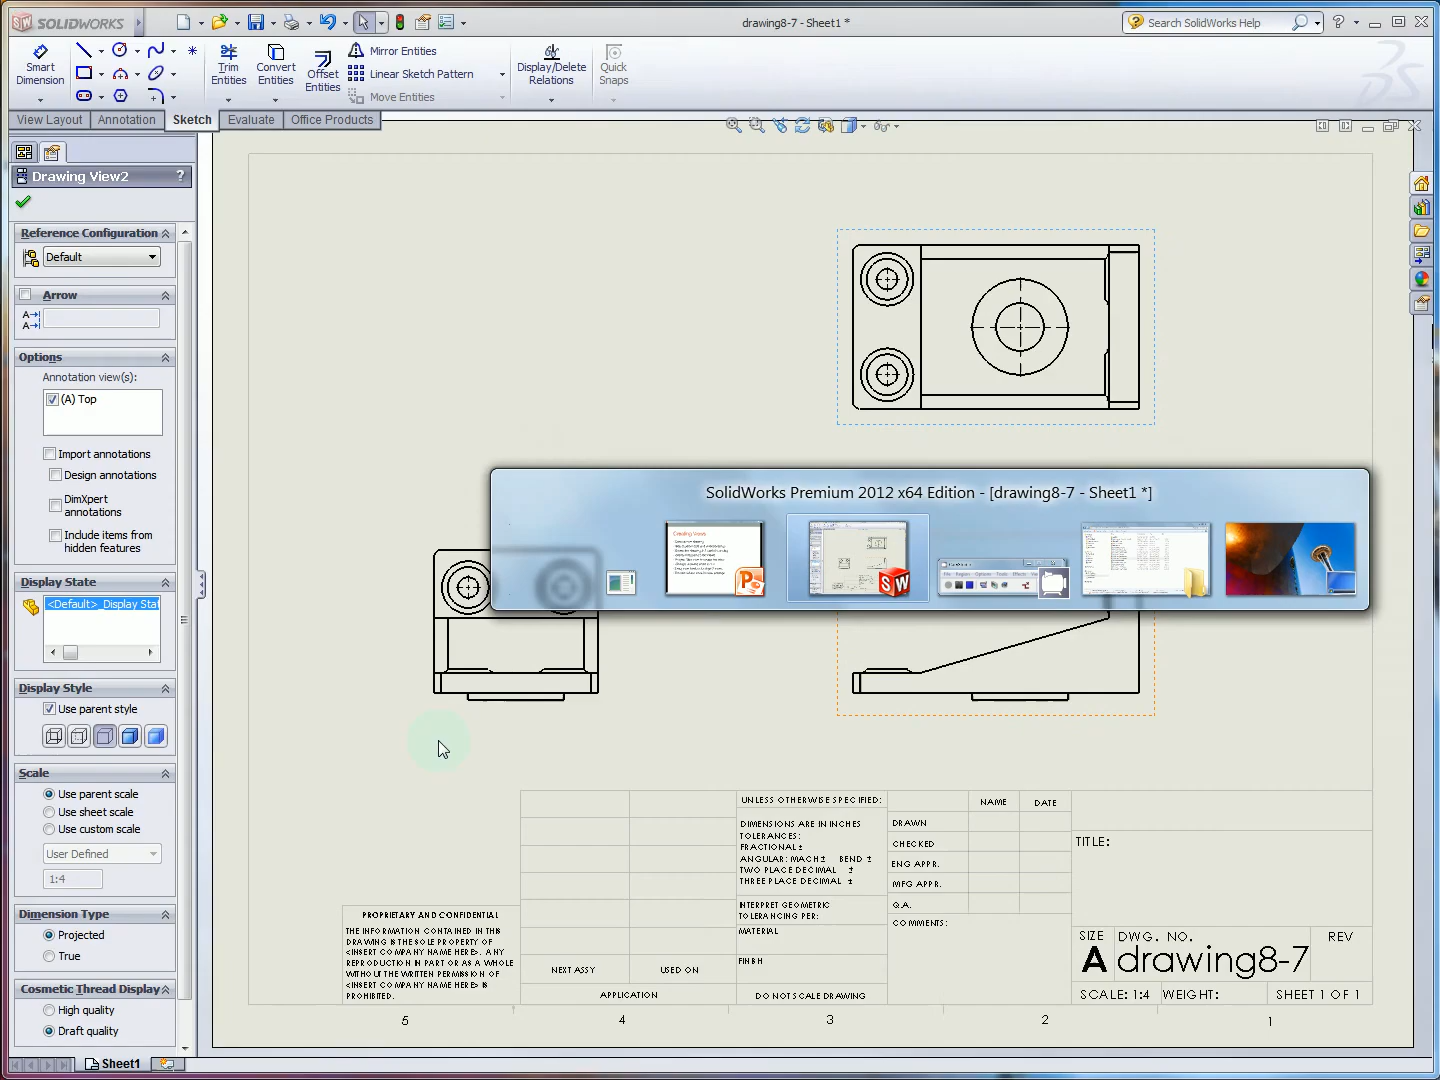 SOLIDWORKS
drawing8-7 - Sheet1 *
Search SolidWorks Help
Smart
Dimension
Trim
Entities
Convert
Entities
Offset
Entities
Mirror Entities
Linear Sketch Pattern
Move Entities
Display/Delete
Relations
Quick
Snaps
View Layout
Annotation
Sketch
Evaluate
Office Products
Drawing View2
?
Reference Configuration
Default
Arrow
Options
Annotation view(s):
(A) Top
Import annotations
Design annotations
DimXpert
annotations
Include items from
hidden features
Display State
<Default>_Display Stat
Display Style
Use parent style
Scale
Use parent scale
Use sheet scale
Use custom scale
User Defined
1:4
Dimension Type
Projected
True
Cosmetic Thread Display
High quality
Draft quality
Sheet1
SolidWorks Premium 2012 x64 Edition - [drawing8-7 - Sheet1 *]
PROPRIETARY AND CONFIDENTIAL
THE INFORMATION CONTAINED IN THIS
DRAWING IS THE SOLE PROPERTY OF
<INSERT COMPANY NAME HERE>. ANY
REPRODUCTION IN PART OR AS A WHOLE
WITHOUT THE WRITTEN PERMISSION OF
<INSERT COMPANY NAME HERE> IS
PROHIBITED.
NEXT ASSY
USED ON
APPLICATION
UNLESS OTHERWISE SPECIFIED:
DIMENSIONS ARE IN INCHES
TOLERANCES:
FRACTIONAL ±
ANGULAR: MACH ± BEND ±
TWO PLACE DECIMAL ±
THREE PLACE DECIMAL ±
INTERPRET GEOMETRIC
TOLERANCING PER:
MATERIAL
FINISH
DO NOT SCALE DRAWING
NAME
DATE
DRAWN
CHECKED
ENG APPR.
MFG APPR.
Q.A.
COMMENTS:
TITLE:
SIZE
DWG. NO.
REV
A
drawing8-7
SCALE: 1:4
WEIGHT:
SHEET 1 OF 1
5
4
3
2
1